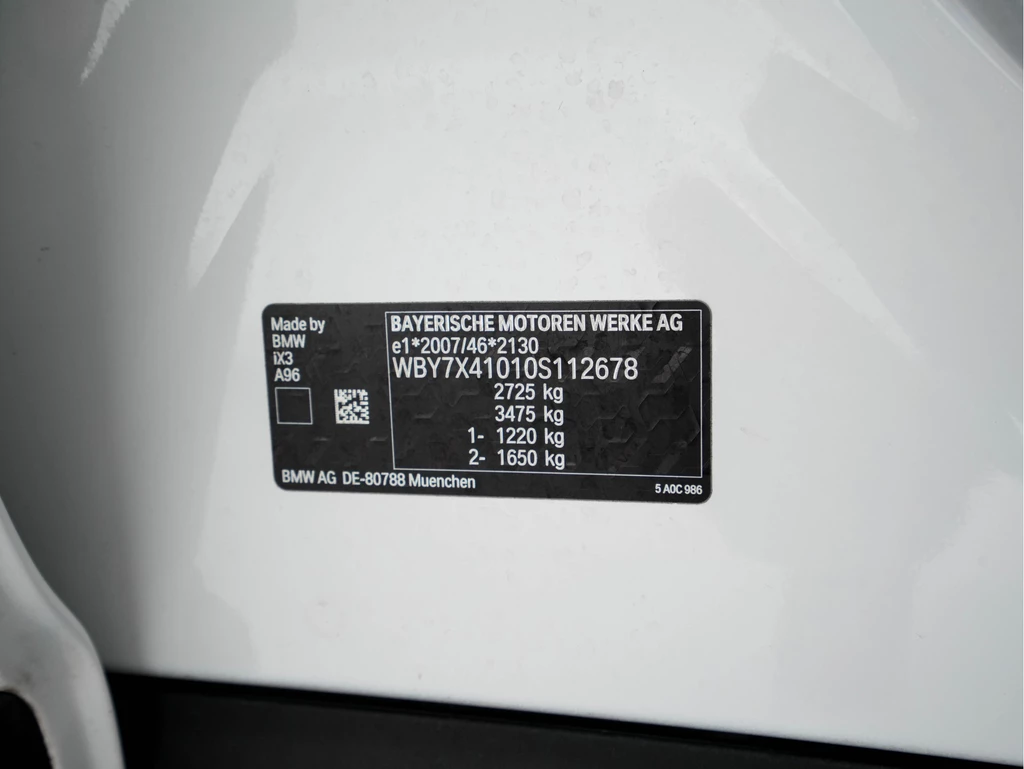 Made by
BMW
iX3
A96
BAYERISCHE MOTOREN WERKE AG
e1*2007/46*2130
WBY7X41010S112678
2725 kg
3475 kg
1- 1220 kg
2- 1650 kg
BMW AG DE-80788 Muenchen
5 A0C 986